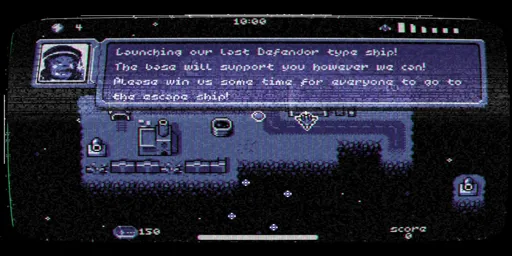 4
10:00
Launching our last Defendor type ship!
The base will support you however we can!
Please win us some time for everyone to go to
the escape ship!
150
score
0